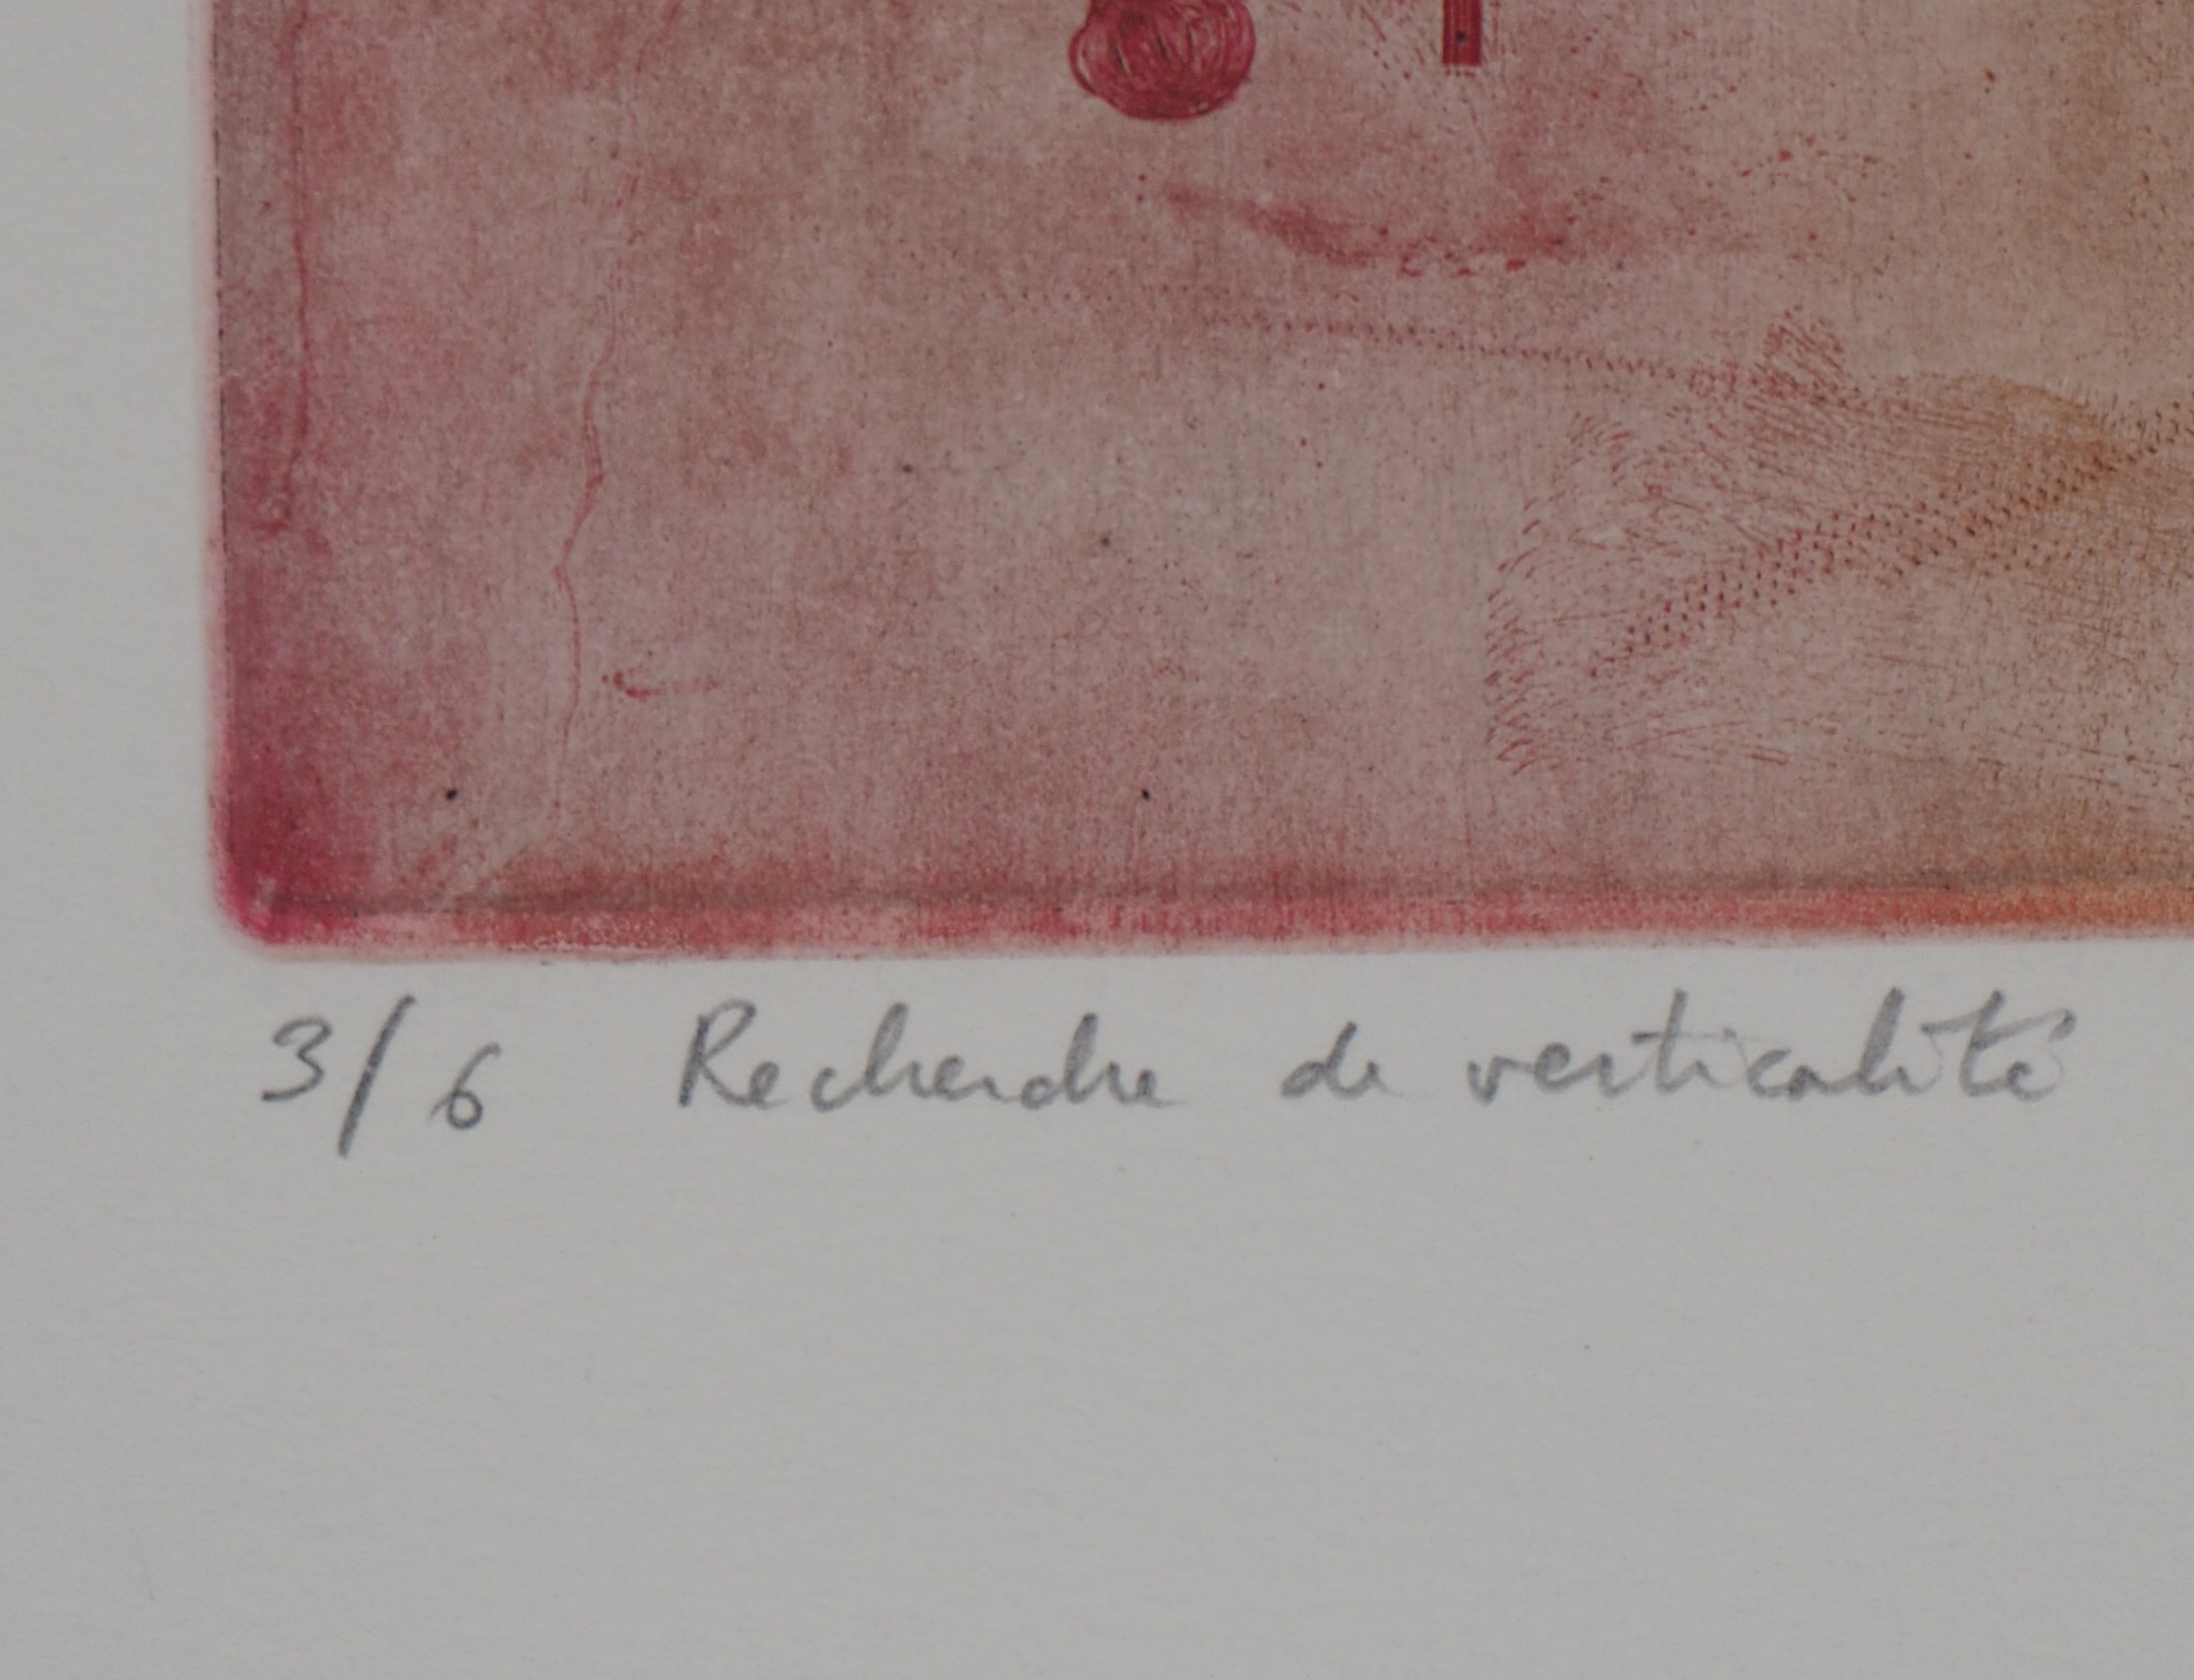 3/6 Recherche de verticalité